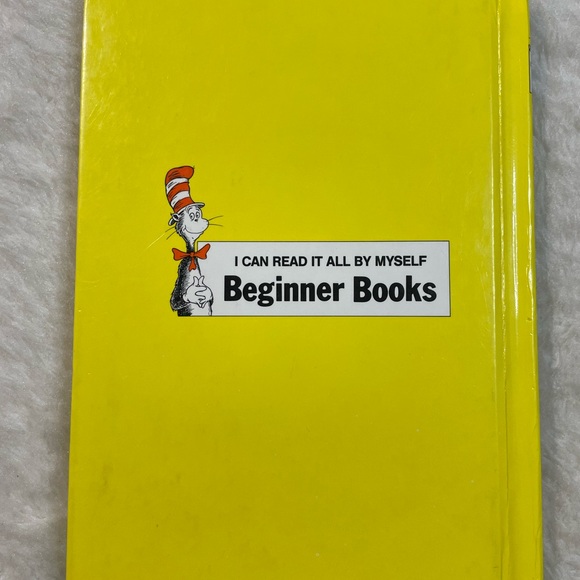 I CAN READ IT ALL BY MYSELF
Beginner Books